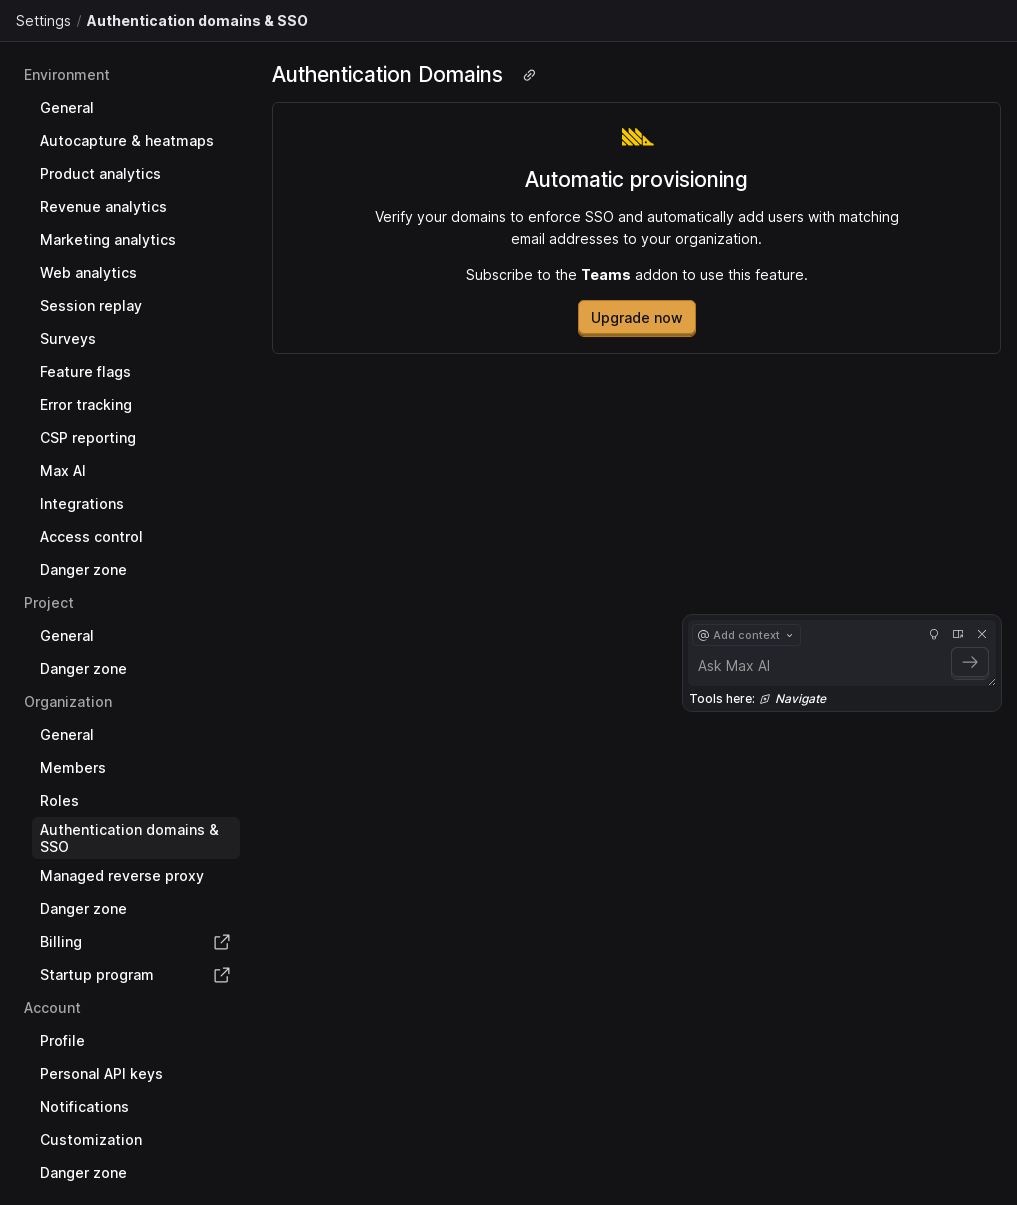 Settings / Authentication domains & SSO
Environment
General
Autocapture & heatmaps
Product analytics
Revenue analytics
Marketing analytics
Web analytics
Session replay
Surveys
Feature flags
Error tracking
CSP reporting
Max AI
Integrations
Access control
Danger zone
Project
General
Danger zone
Organization
General
Members
Roles
Authentication domains &
SSO
Managed reverse proxy
Danger zone
Billing
Startup program
Account
Profile
Personal API keys
Notifications
Customization
Danger zone
Authentication Domains
Automatic provisioning
Verify your domains to enforce SSO and automatically add users with matching
email addresses to your organization.
Subscribe to the Teams addon to use this feature.
Upgrade now
@ Add context
Ask Max AI
Tools here: Navigate